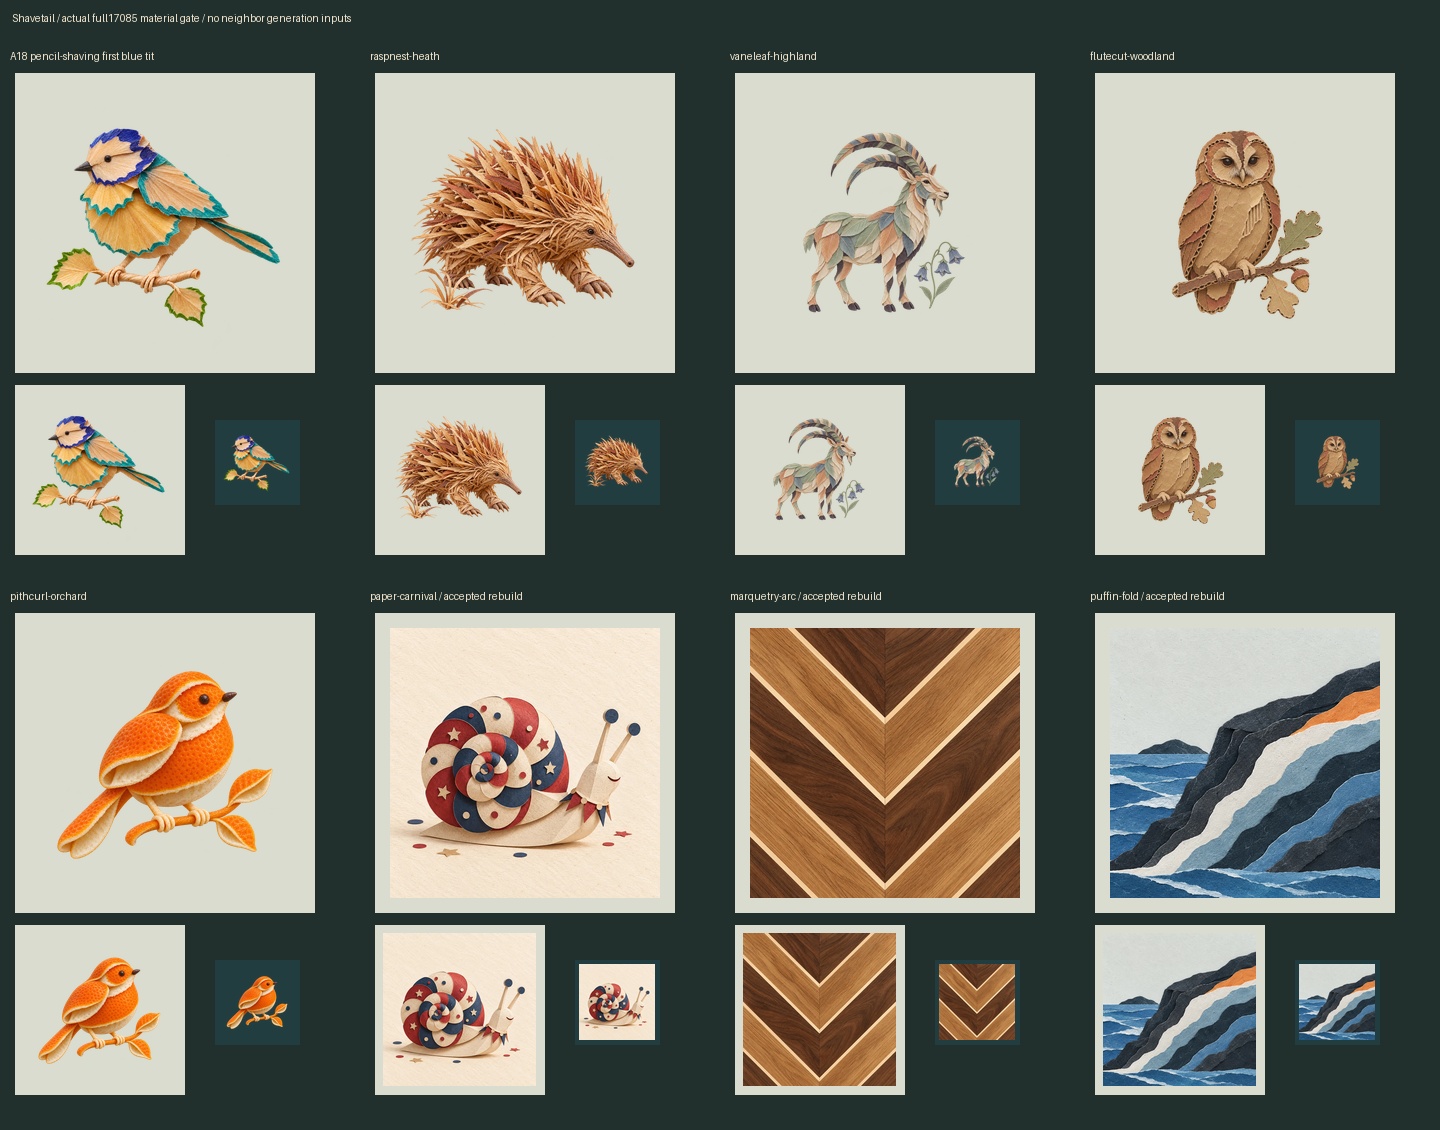 Shavetail / actual full17085 material gate / no neighbor generation inputs
A18 pencil-shaving first blue tit
raspnest-heath
vaneleaf-highland
flutecut-woodland
pithcurl-orchard
paper-carnival / accepted rebuild
marquetry-arc / accepted rebuild
puffin-fold / accepted rebuild